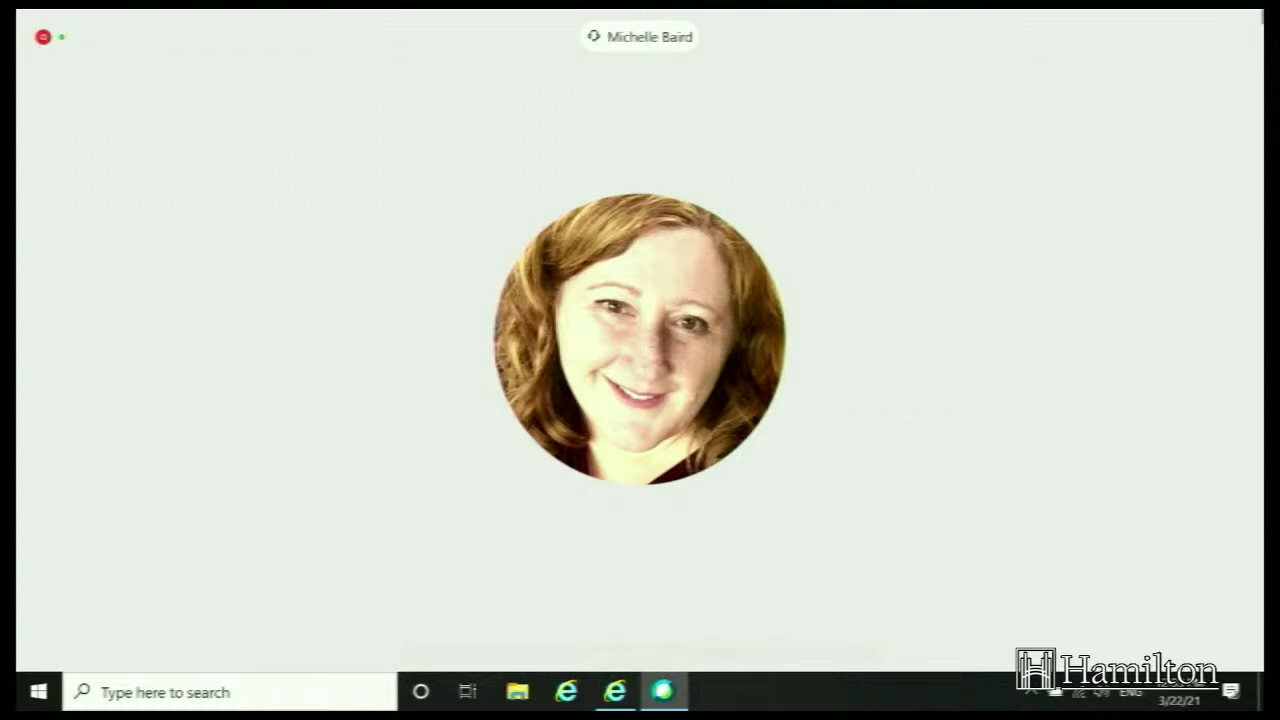 Michelle Baird
Type here to search
Hamilton
ENG
3/22/21